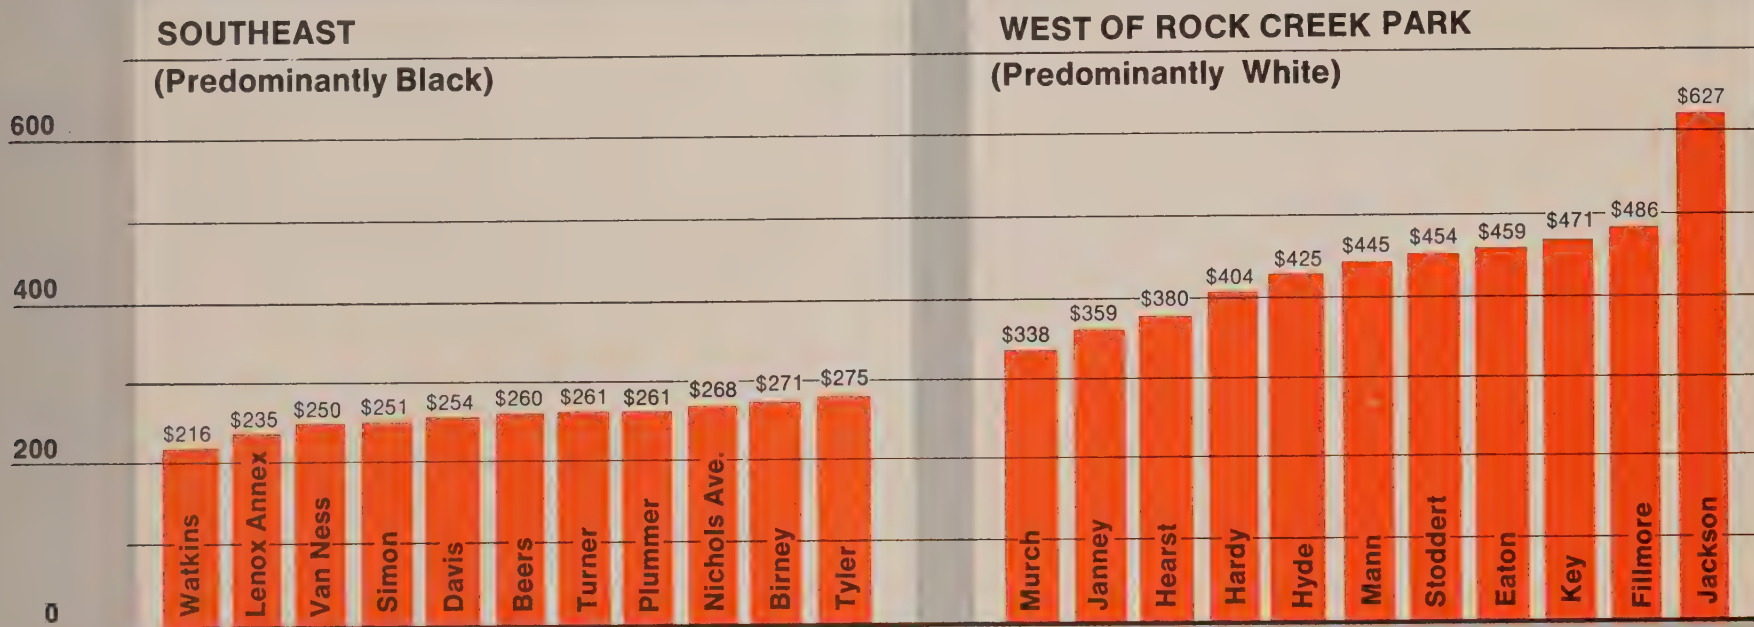 SOUTHEAST
(Predominantly Black)
WEST OF ROCK CREEK PARK
(Predominantly White)
600
400
200
0
$216
$235
$250
$251
$254
$260
$261
$261
$268
$271
$275
Watkins
Lenox Annex
Van Ness
Simon
Davis
Beers
Turner
Plummer
Nichols Ave.
Birney
Tyler
$338
$359
$380
$404
$425
$445
$454
$459
$471
$486
$627
Murch
Janney
Hearst
Hardy
Hyde
Mann
Stoddert
Eaton
Key
Fillmore
Jackson